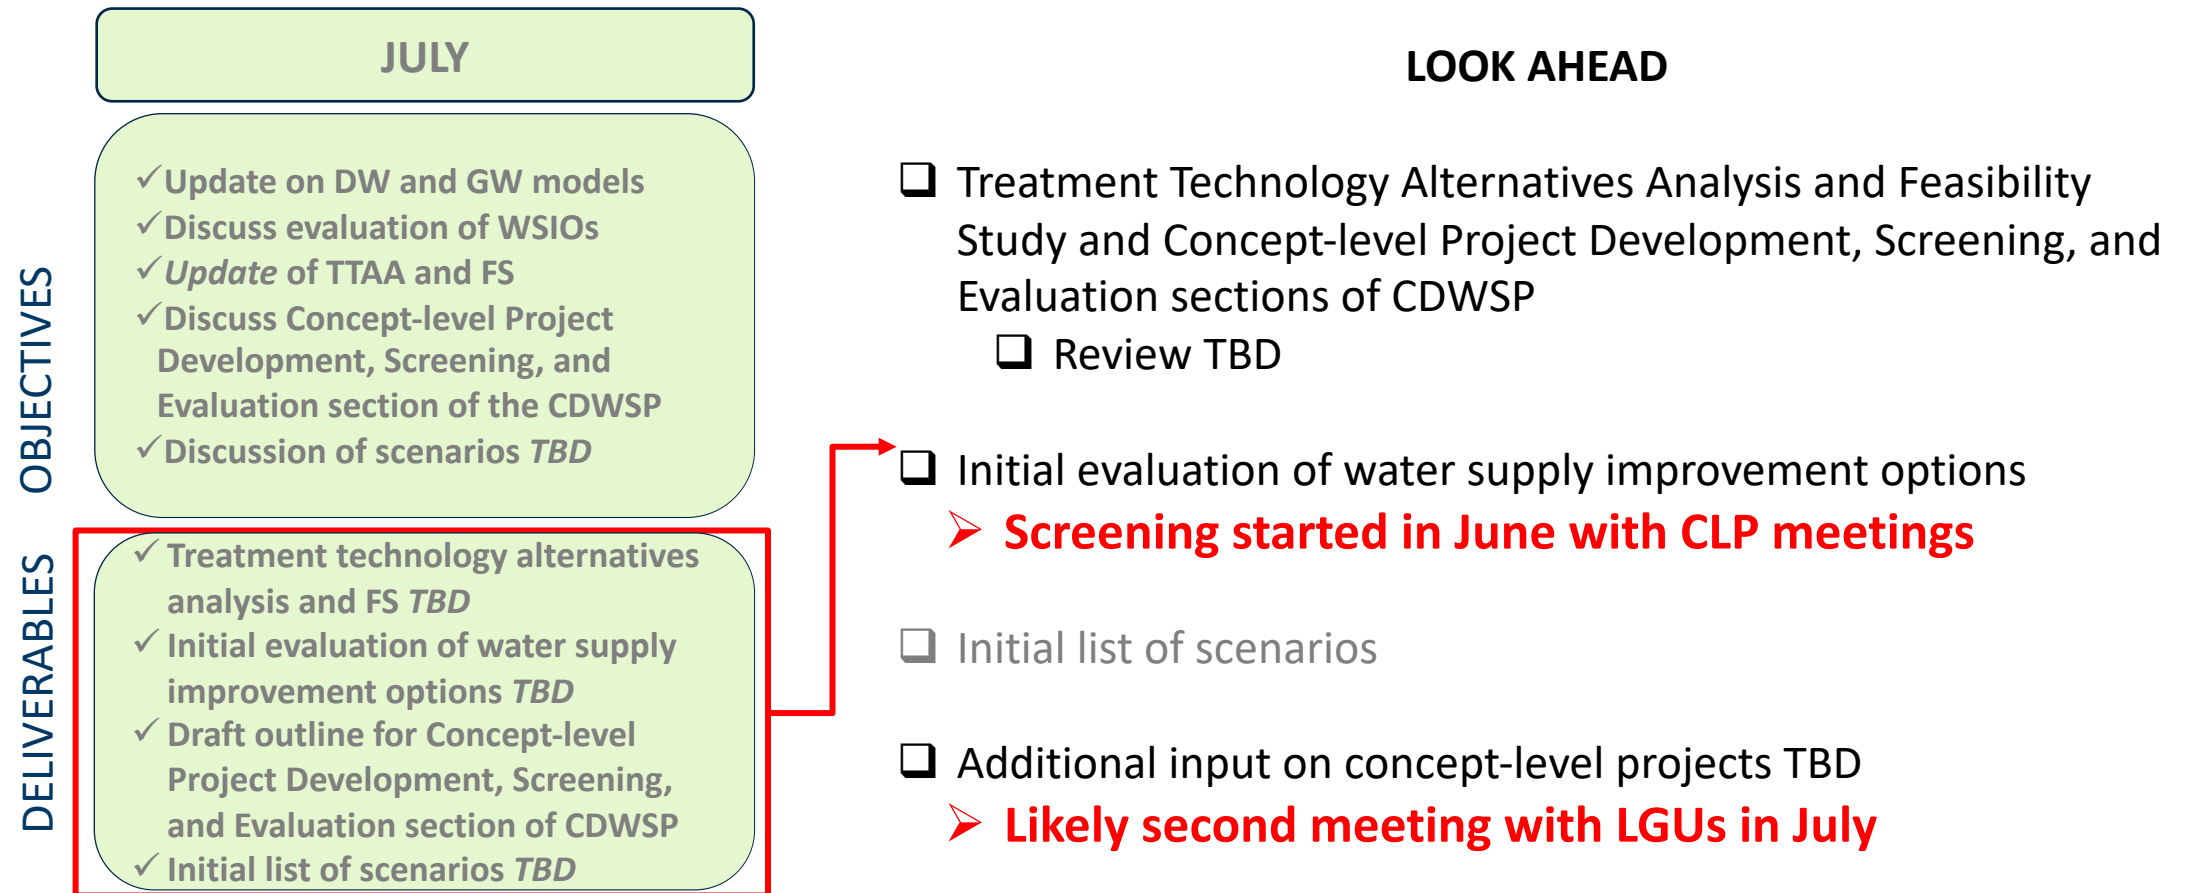 JULY
OBJECTIVES
✓Update on DW and GW models
✓Discuss evaluation of WSIOs
✓Update of TTAA and FS
✓Discuss Concept-level Project
Development, Screening, and
Evaluation section of the CDWSP
✓Discussion of scenarios TBD
DELIVERABLES
✓ Treatment technology alternatives
analysis and FS TBD
✓ Initial evaluation of water supply
improvement options TBD
✓ Draft outline for Concept-level
Project Development, Screening,
and Evaluation section of CDWSP
✓ Initial list of scenarios TBD
LOOK AHEAD
❑ Treatment Technology Alternatives Analysis and Feasibility
Study and Concept-level Project Development, Screening, and
Evaluation sections of CDWSP
❑ Review TBD
❑ Initial evaluation of water supply improvement options
➢ Screening started in June with CLP meetings
❑ Initial list of scenarios
❑ Additional input on concept-level projects TBD
➢ Likely second meeting with LGUs in July